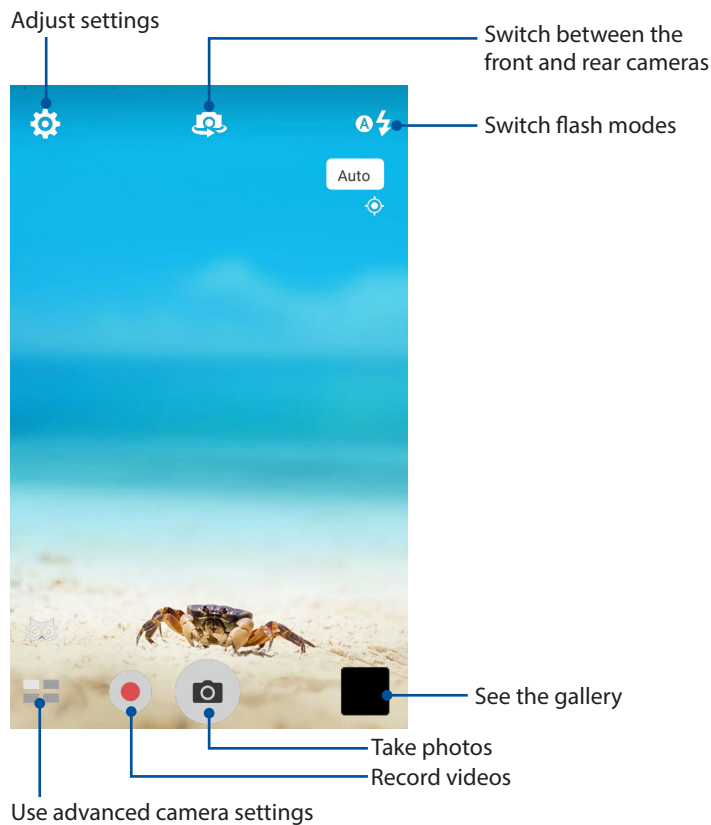 Adjust settings
Switch between the
front and rear cameras
A
Switch flash modes
Auto
See the gallery
Take photos
Record videos
Use advanced camera settings